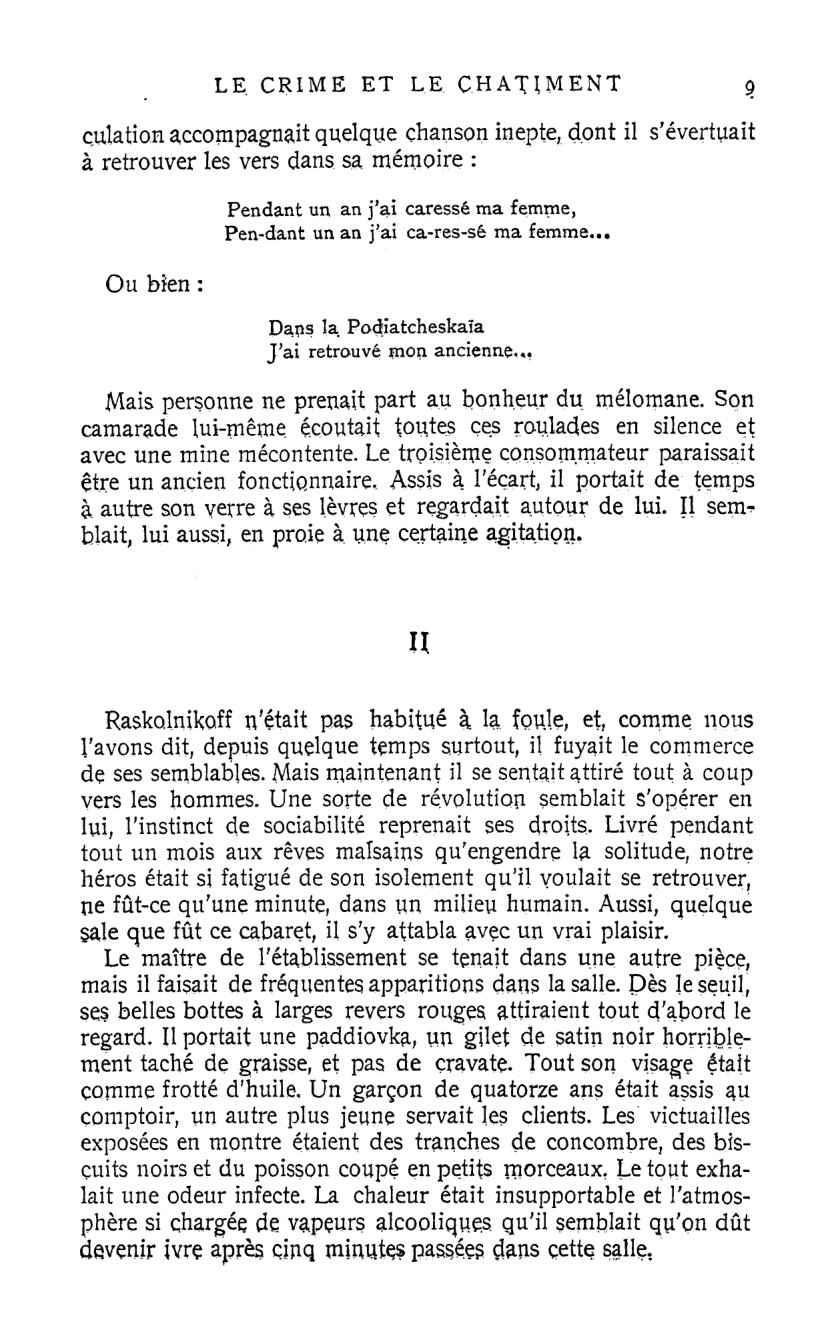 LE CRIME ET LE CHATIMENT 9
culation accompagnait quelque chanson inepte, dont il s'évertuait
à retrouver les vers dans sa mémoire :
Pendant un an j'ai caressé ma femme,
Pen-dant un an j'ai ca-res-sé ma femme...
Ou bien :
Dans la Podiatcheskaïa
J'ai retrouvé mon ancienne...
Mais personne ne prenait part au bonheur du mélomane. Son
camarade lui-même écoutait toutes ces roulades en silence et
avec une mine mécontente. Le troisième consommateur paraissait
être un ancien fonctionnaire. Assis à l'écart, il portait de temps
à autre son verre à ses lèvres et regardait autour de lui. Il sem-
blait, lui aussi, en proie à une certaine agitation.
II
Raskolnikoff n'était pas habitué à la foule, et, comme nous
l'avons dit, depuis quelque temps surtout, il fuyait le commerce
de ses semblables. Mais maintenant il se sentait attiré tout à coup
vers les hommes. Une sorte de révolution semblait s'opérer en
lui, l'instinct de sociabilité reprenait ses droits. Livré pendant
tout un mois aux rêves malsains qu'engendre la solitude, notre
héros était si fatigué de son isolement qu'il voulait se retrouver,
ne fût-ce qu'une minute, dans un milieu humain. Aussi, quelque
sale que fût ce cabaret, il s'y attabla avec un vrai plaisir.
Le maître de l'établissement se tenait dans une autre pièce,
mais il faisait de fréquentes apparitions dans la salle. Dès le seuil,
ses belles bottes à larges revers rouges attiraient tout d'abord le
regard. Il portait une paddiovka, un gilet de satin noir horrible-
ment taché de graisse, et pas de cravate. Tout son visage était
comme frotté d'huile. Un garçon de quatorze ans était assis au
comptoir, un autre plus jeune servait les clients. Les victuailles
exposées en montre étaient des tranches de concombre, des bis-
cuits noirs et du poisson coupé en petits morceaux. Le tout exha-
lait une odeur infecte. La chaleur était insupportable et l'atmos-
phère si chargée de vapeurs alcooliques qu'il semblait qu'on dût
devenir ivre après cinq minutes passées dans cette salle.